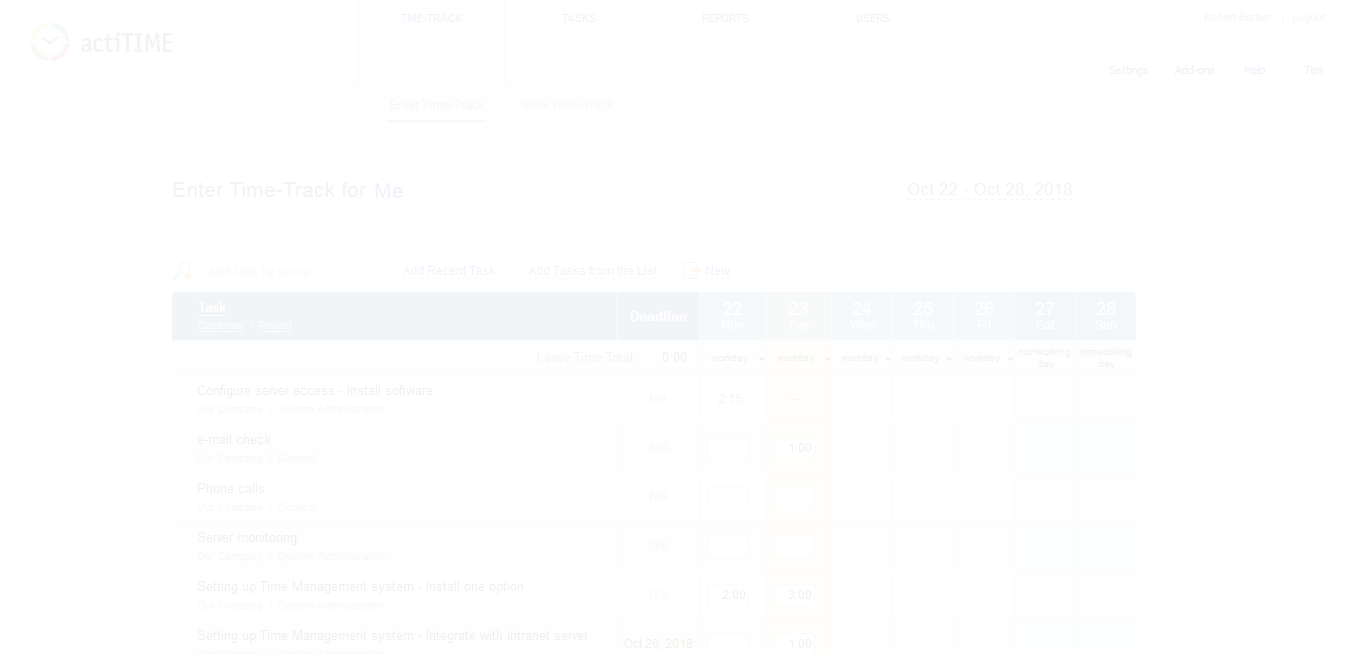 actiTIME
TIME-TRACK TASKS REPORTS USERS
Robert Barber | Logout
Settings Add-ons Help Tips
Enter Time-Track View Time-Track
Enter Time-Track for Me
Oct 22 - Oct 28, 2018
Add task by name Add Recent Task Add Tasks from the List New
Task
Customer / Project
Deadline
22 23 24 25 26 27 28
Mon Tue Wed Thu Fri Sat Sun
Leave Time Total 0:00 workday workday workday workday workday nonworking day nonworking day
Configure server access - Install software
Our Company / System Administration
N/A 2:15 --
e-mail check
Our Company / General
N/A 1:00
Phone calls
Our Company / General
N/A
Server monitoring
Our Company / System Administration
N/A
Setting up Time Management system - Install one option
Our Company / System Administration
N/A 2:00 3:00
Setting up Time Management system - Integrate with intranet server
Our Company / System Administration
Oct 26, 2018 1:00